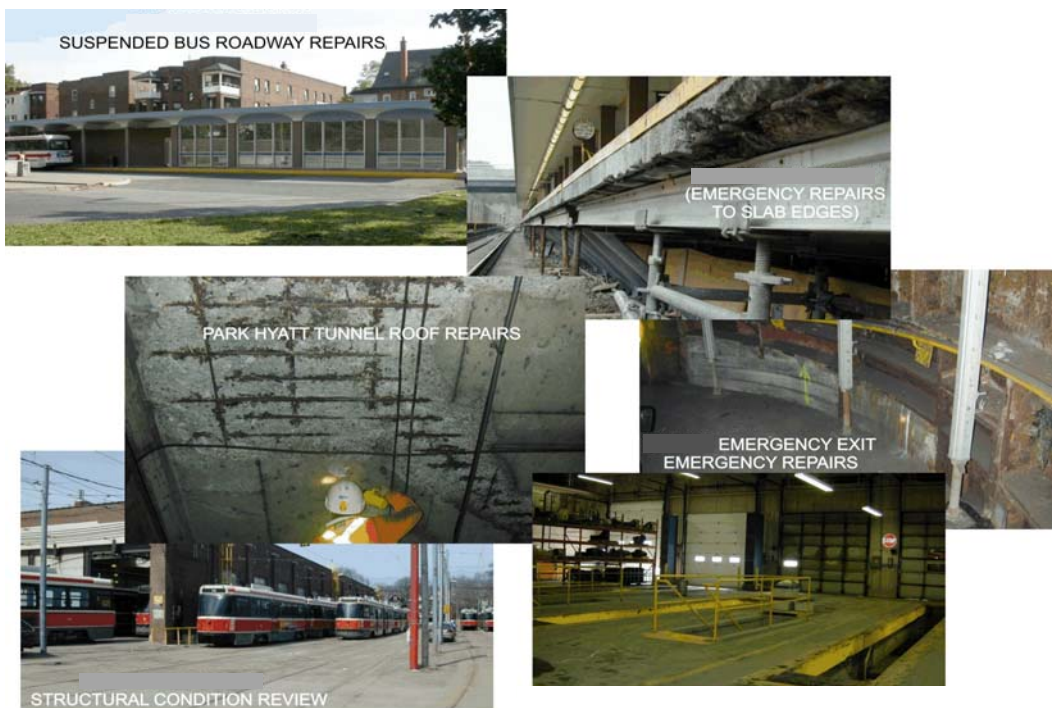 SUSPENDED BUS ROADWAY REPAIRS
(EMERGENCY REPAIRS
TO SLAB EDGES)
PARK HYATT TUNNEL ROOF REPAIRS
EMERGENCY EXIT
EMERGENCY REPAIRS
STRUCTURAL CONDITION REVIEW